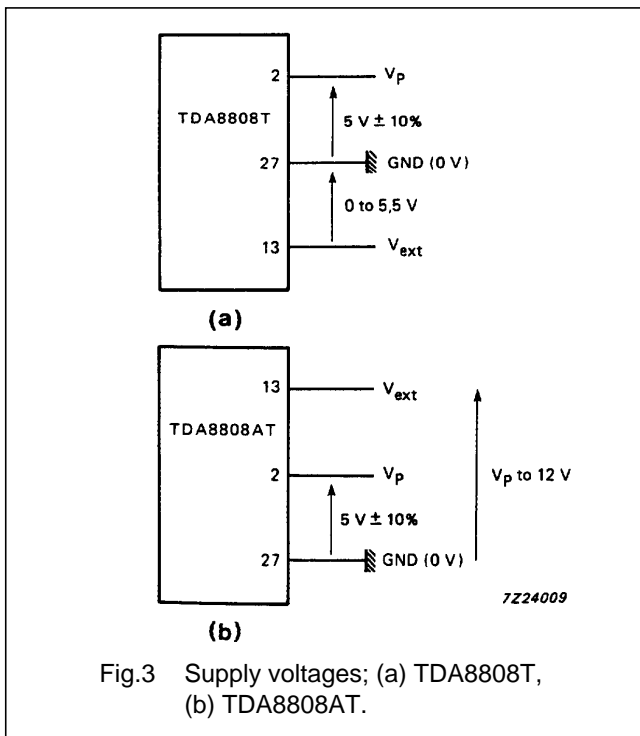 2 V_P
TDA8808T
5 V ± 10%
27 GND (0 V)
0 to 5,5 V
13 V_ext
(a)
13 V_ext
TDA8808AT
2 V_P V_P to 12 V
5 V ± 10%
27 GND (0 V)
7Z24009
(b)
Fig.3 Supply voltages; (a) TDA8808T,
(b) TDA8808AT.